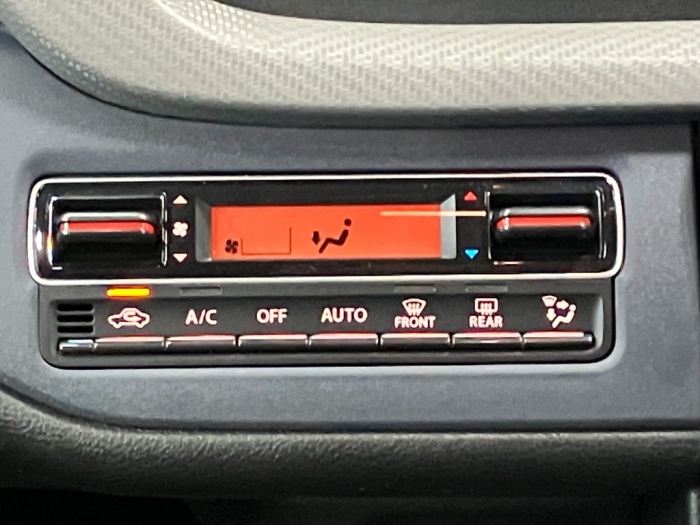 A/C OFF AUTO FRONT REAR